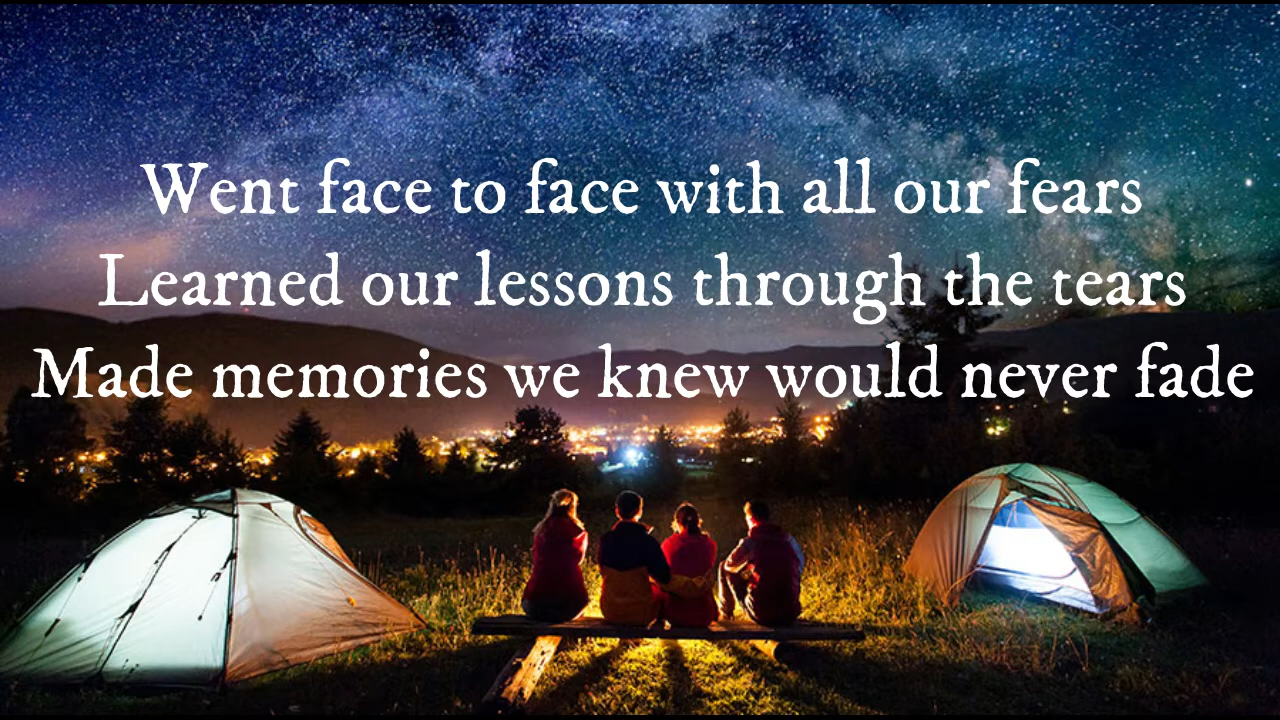 Went face to face with all our fears
Learned our lessons through the tears
Made memories we knew would never fade